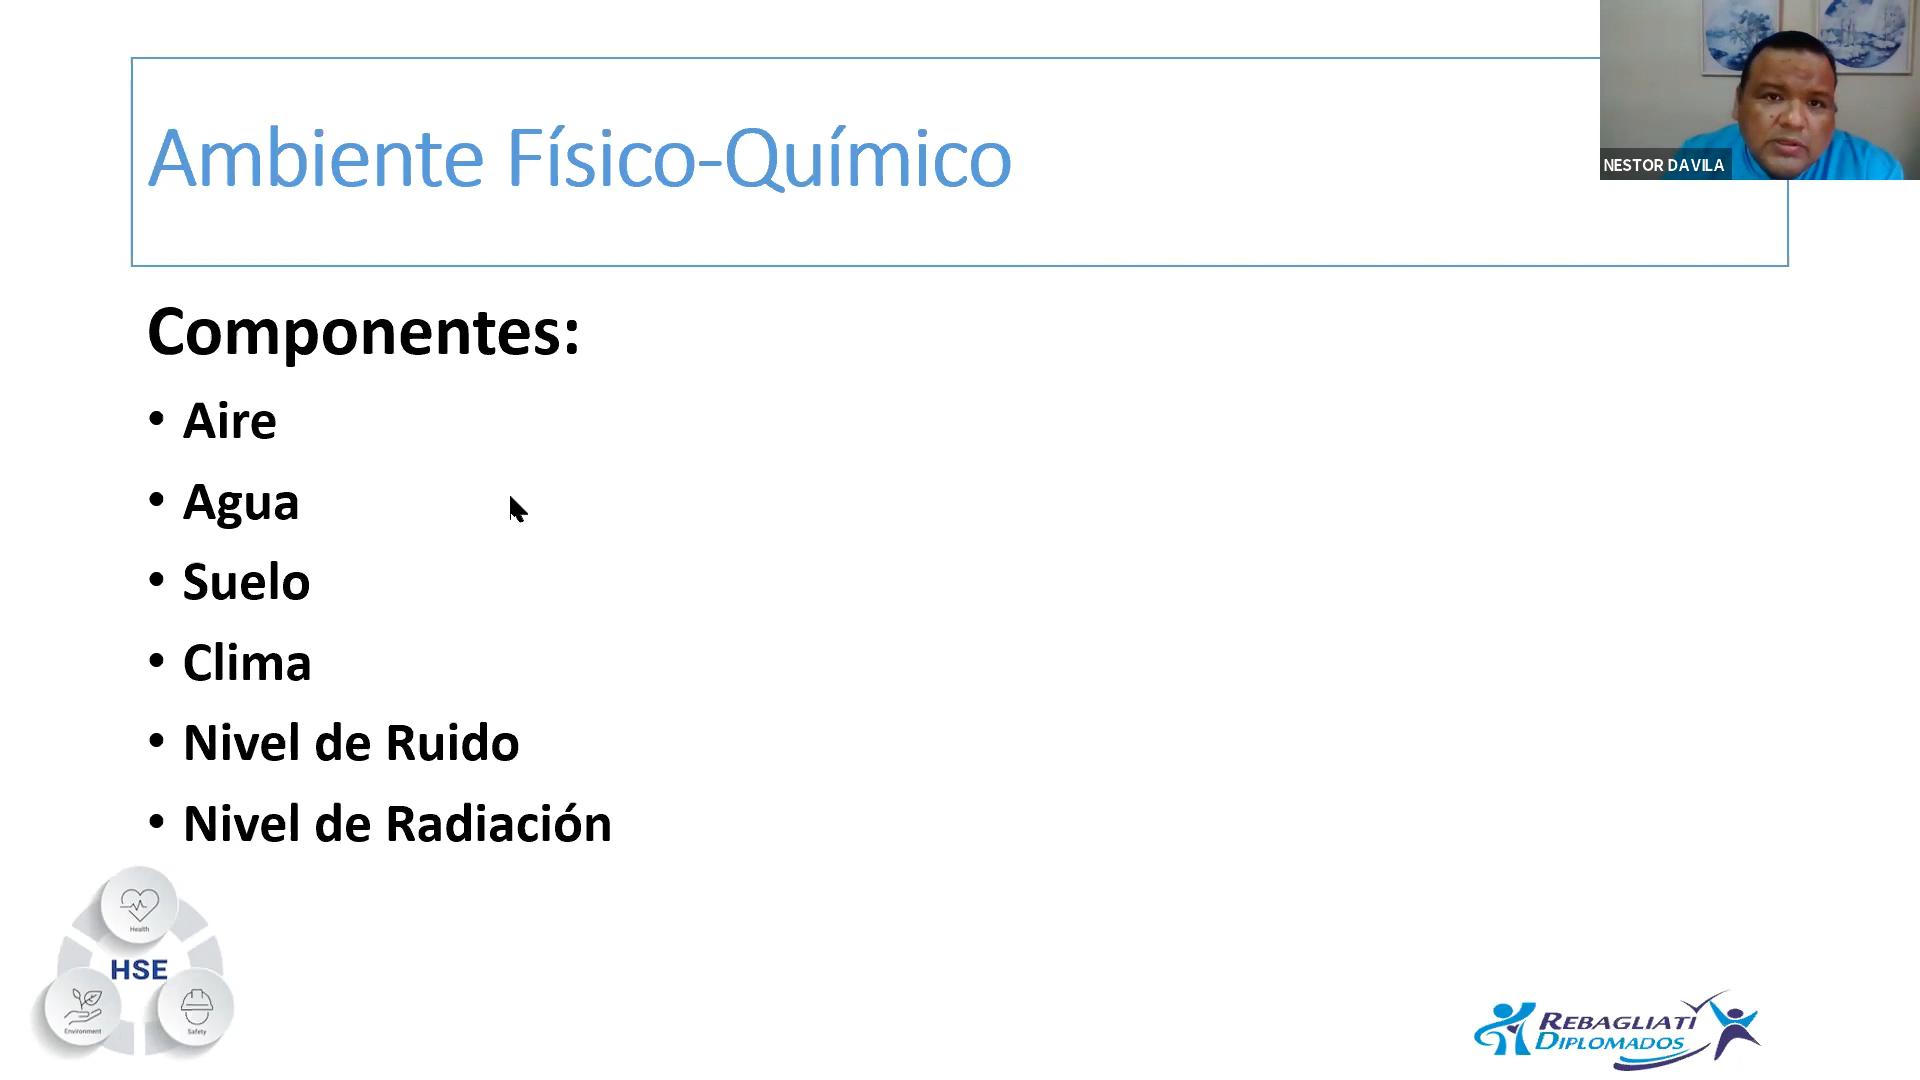 Ambiente Físico-Químico
NESTOR DAVILA
Componentes:
• Aire
• Agua
• Suelo
• Clima
• Nivel de Ruido
• Nivel de Radiación
Health
HSE
Environment
Safety
REBAGLIATI
DIPLOMADOS